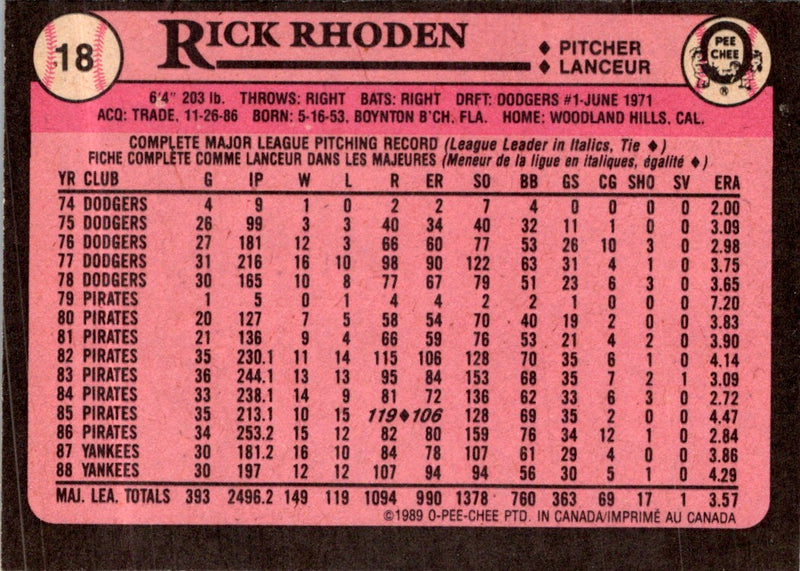 18 RICK RHODEN ♦ PITCHER PEE CHEE ®
♦ LANCEUR
6'4" 203 lb. THROWS: RIGHT BATS: RIGHT DRFT: DODGERS #1-JUNE 1971
ACQ: TRADE, 11-26-86 BORN: 5-16-53, BOYNTON B'CH, FLA. HOME: WOODLAND HILLS, CAL.
COMPLETE MAJOR LEAGUE PITCHING RECORD (League Leader in Italics, Tie ♦)
FICHE COMPLÈTE COMME LANCEUR DANS LES MAJEURES (Meneur de la ligue en italiques, égalité ♦)
YR CLUB G IP W L R ER SO BB GS CG SHO SV ERA
74 DODGERS 4 9 1 0 2 2 7 4 0 0 0 0 2.00
75 DODGERS 26 99 3 3 40 34 40 32 11 1 0 0 3.09
76 DODGERS 27 181 12 3 66 60 77 53 26 10 3 0 2.98
77 DODGERS 31 216 16 10 98 90 122 63 31 4 1 0 3.75
78 DODGERS 30 165 10 8 77 67 79 51 23 6 3 0 3.65
79 PIRATES 1 5 0 1 4 4 2 2 1 0 0 0 7.20
80 PIRATES 20 127 7 5 58 54 70 40 19 2 0 0 3.83
81 PIRATES 21 136 9 4 66 59 76 53 21 4 2 0 3.90
82 PIRATES 35 230.1 11 14 115 106 128 70 35 6 1 0 4.14
83 PIRATES 36 244.1 13 13 95 84 153 68 35 7 2 1 3.09
84 PIRATES 33 238.1 14 9 81 72 136 62 33 6 3 0 2.72
85 PIRATES 35 213.1 10 15 119♦106 128 69 35 2 0 0 4.47
86 PIRATES 34 253.2 15 12 82 80 159 76 34 12 1 0 2.84
87 YANKEES 30 181.2 16 10 84 78 107 61 29 4 0 0 3.86
88 YANKEES 30 197 12 12 107 94 94 56 30 5 1 0 4.29
MAJ. LEA. TOTALS 393 2496.2 149 119 1094 990 1378 760 363 69 17 1 3.57
©1989 O-PEE-CHEE PTD. IN CANADA/IMPRIMÉ AU CANADA